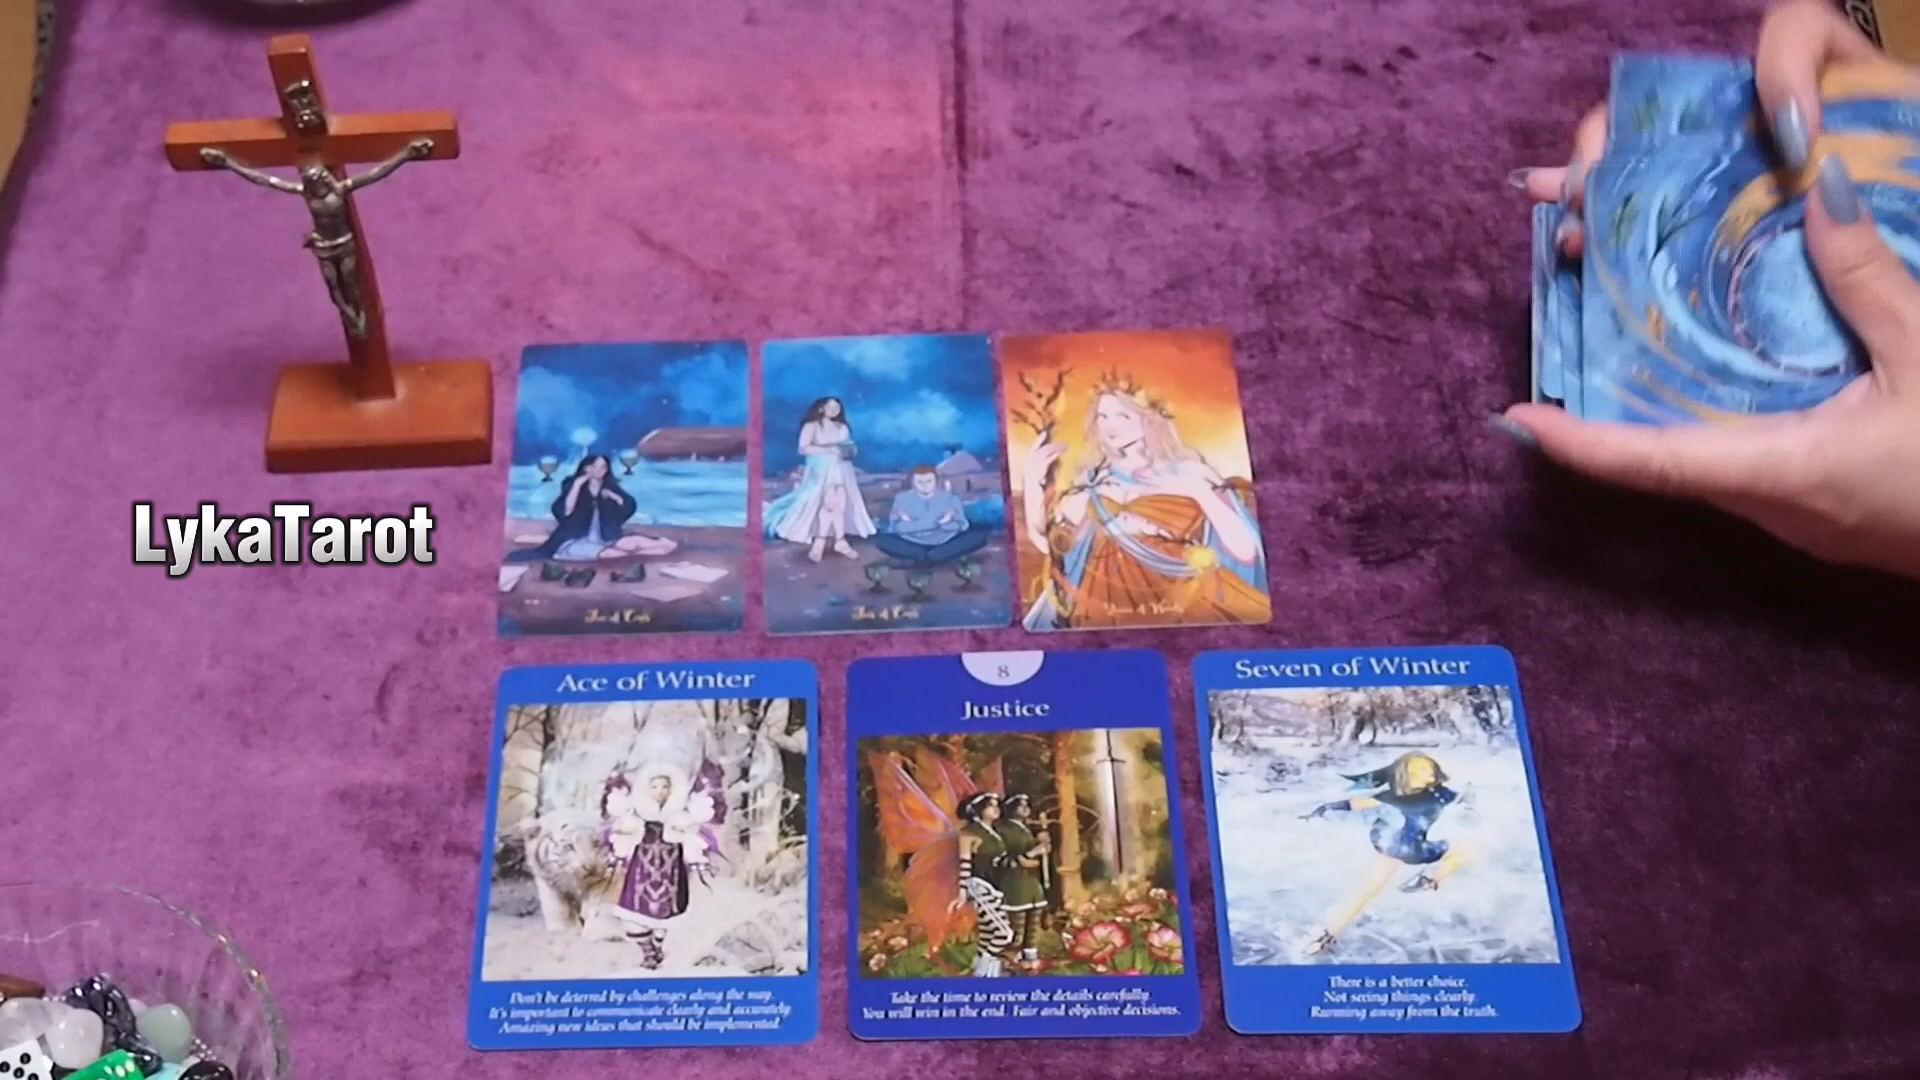 LykaTarot
Ace of Winter
Don't be deterred by challenges along the way.
It's important to communicate clearly and accurately.
Amazing new ideas that should be implemented.
8
Justice
Take the time to review the details carefully.
You will win in the end. Fair and objective decisions.
Seven of Winter
There is a better choice.
Not seeing things clearly.
Running away from the truth.